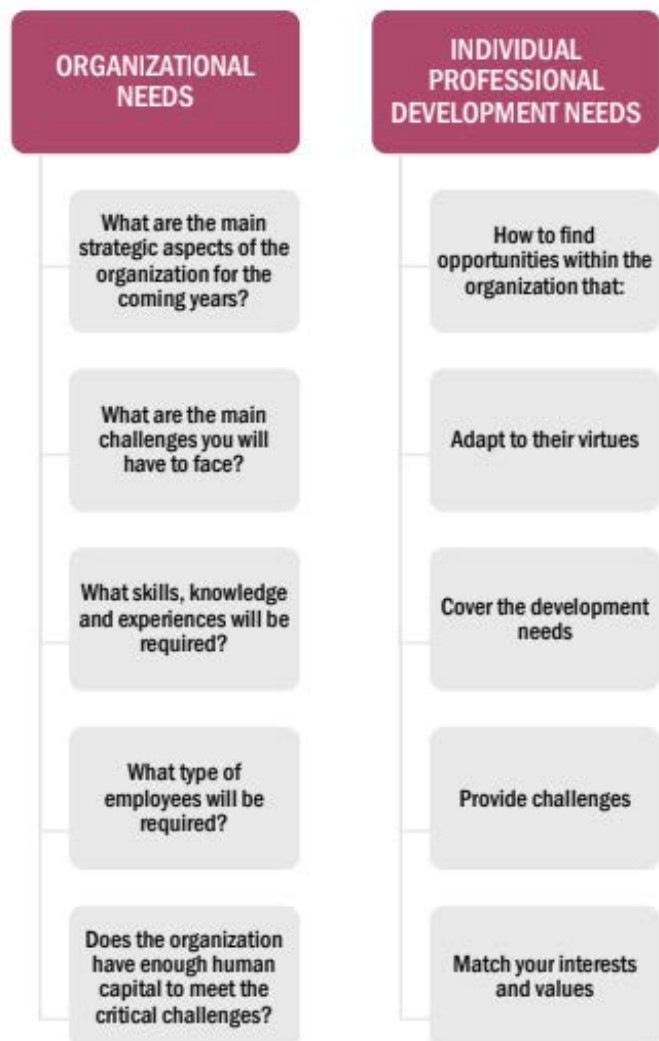 ORGANIZATIONAL
NEEDS
What are the main
strategic aspects of the
organization for the
coming years?
What are the main
challenges you will
have to face?
What skills, knowledge
and experiences will be
required?
What type of
employees will be
required?
Does the organization
have enough human
capital to meet the
critical challenges?
INDIVIDUAL
PROFESSIONAL
DEVELOPMENT NEEDS
How to find
opportunities within the
organization that:
Adapt to their virtues
Cover the development
needs
Provide challenges
Match your interests
and values